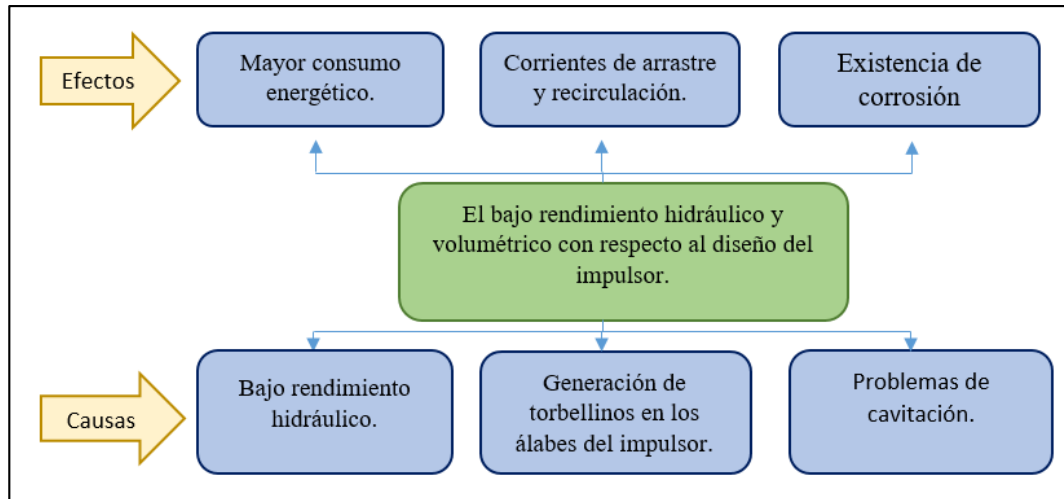 Efectos
Mayor consumo
energético.
Corrientes de arrastre
y recirculación.
Existencia de
corrosión
El bajo rendimiento hidráulico y
volumétrico con respecto al diseño del
impulsor.
Causas
Bajo rendimiento
hidráulico.
Generación de
torbellinos en los
álabes del impulsor.
Problemas de
cavitación.